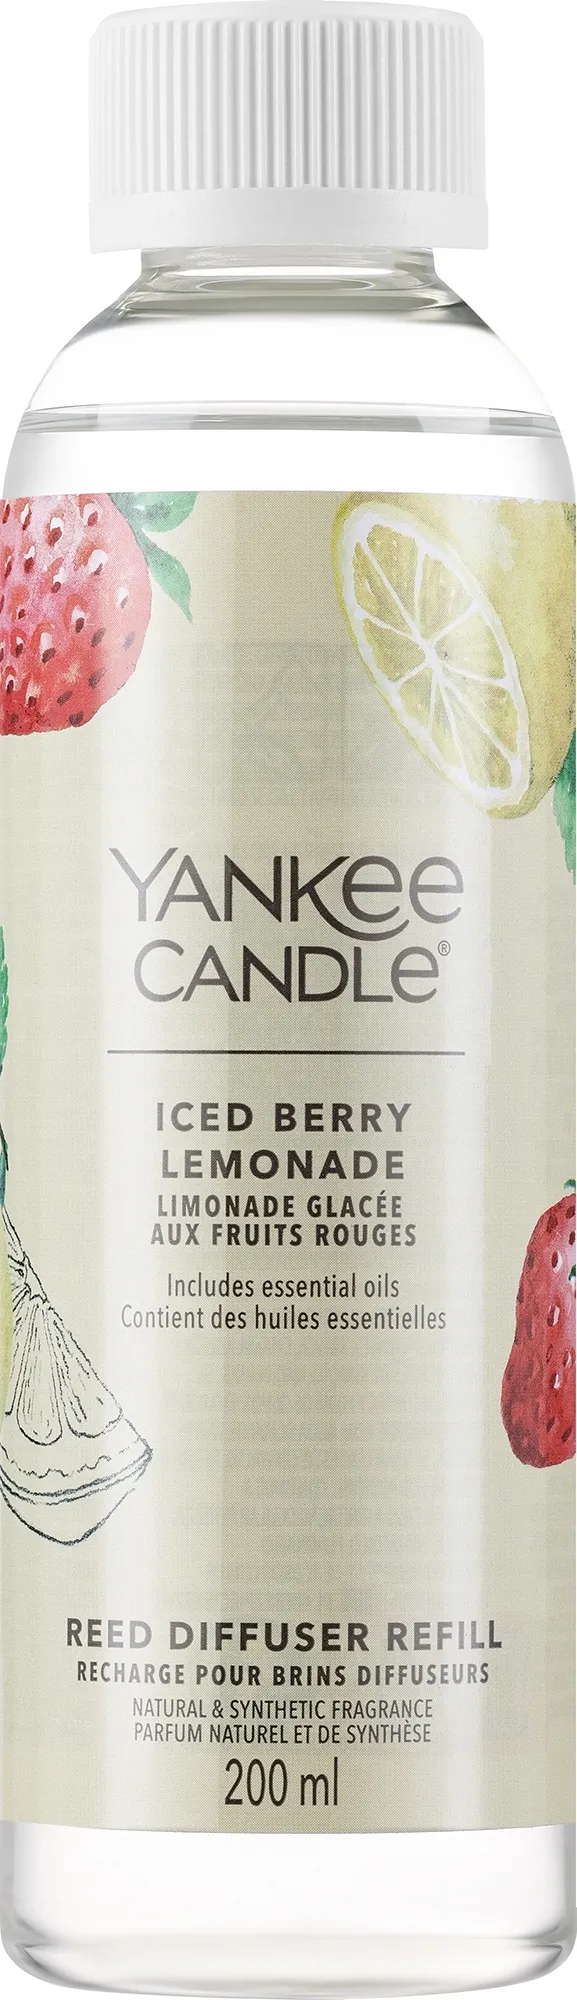 YANKEE
CANDLE®
ICED BERRY
LEMONADE
LIMONADE GLACÉE
AUX FRUITS ROUGES
Includes essential oils
Contient des huiles essentielles
REED DIFFUSER REFILL
RECHARGE POUR BRINS DIFFUSEURS
NATURAL & SYNTHETIC FRAGRANCE
PARFUM NATUREL ET DE SYNTHÈSE
200 ml